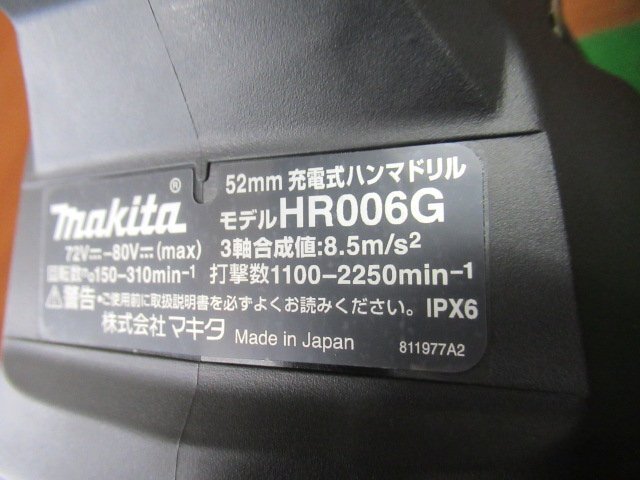 52mm 充電式ハンマドリル
makita®
モデルHR006G
72V⎓-80V⎓(max)
3軸合成値:8.5m/s²
回転数n₀150-310min⁻¹ 打撃数1100-2250min⁻¹
⚠警告•ご使用前に取扱説明書を必ずよくお読みください。 IPX6
株式会社マキタ Made in Japan
811977A2